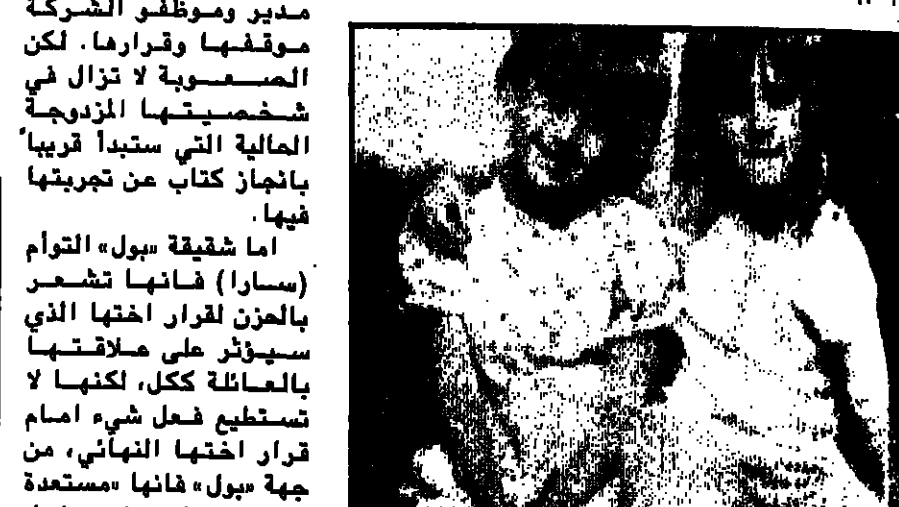 مدير وموظفو الشركة
موقفها وقرارها. لكن
الصعوبة لا تزال في
شخصيتها المزدوجة
الحالية التي ستبدأ قريباً
بانجاز كتاب عن تجربتها
فيها.
اما شقيقة «بول» التوأم
(سارا) فانها تشعر
بالحزن لقرار اختها الذي
سيؤثر على علاقتها
بالعائلة ككل، لكنها لا
تستطيع فعل شيء امام
قرار اختها النهائي، من
جهة «بول» فانها «مستعدة